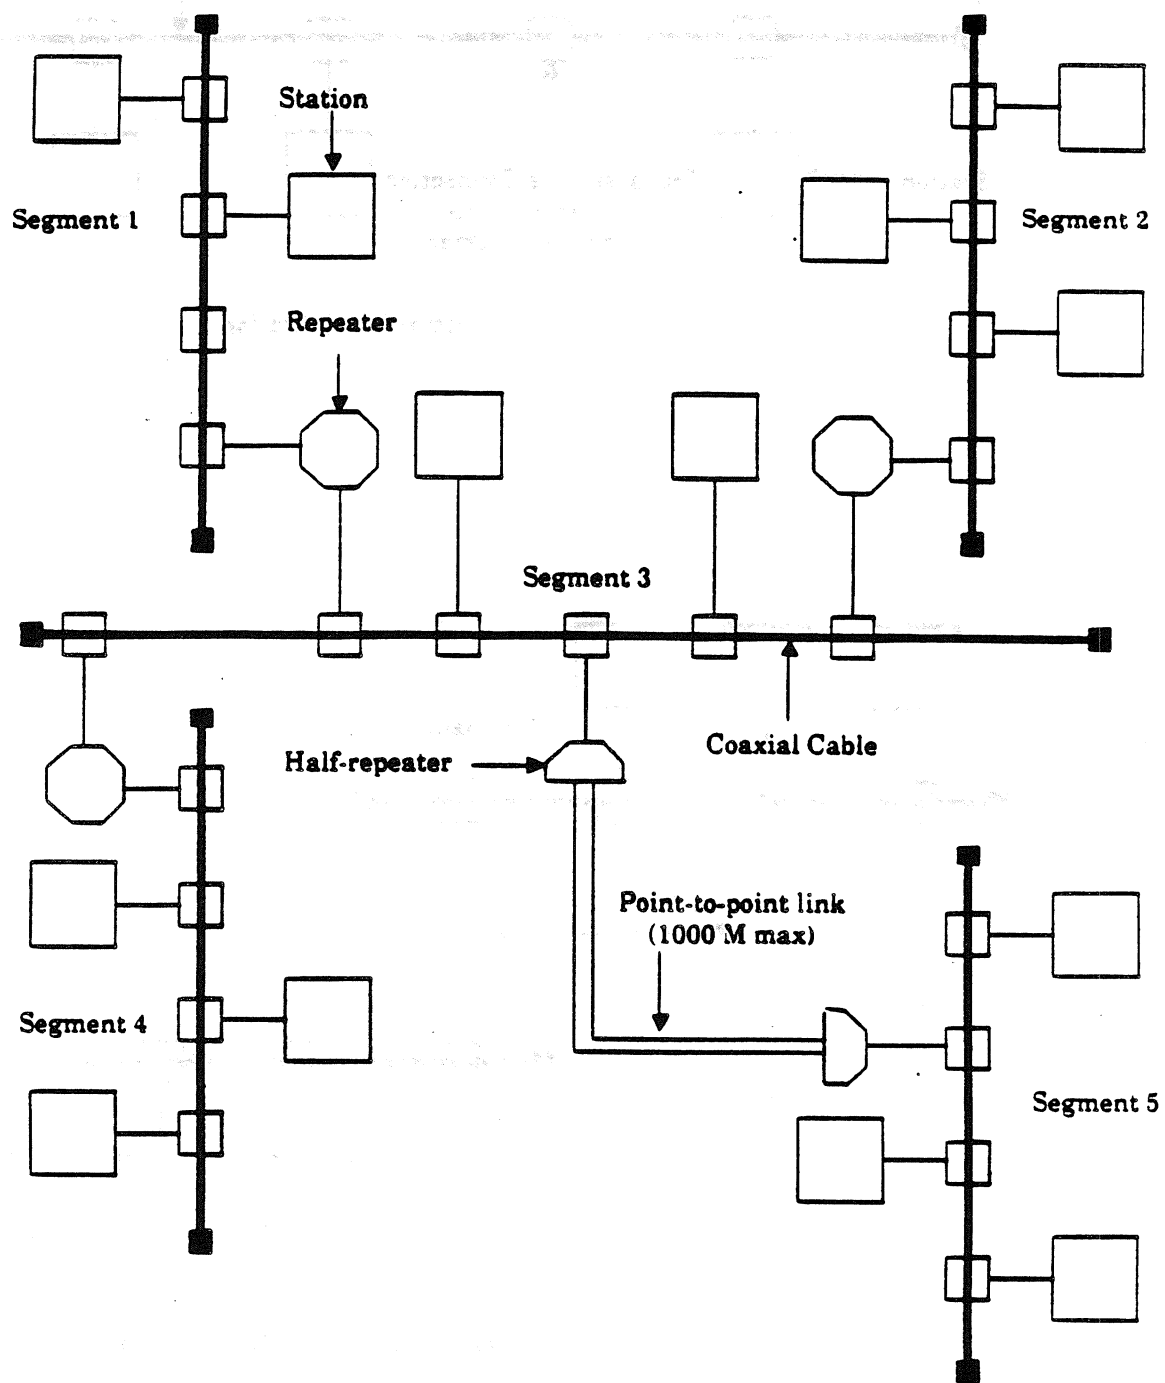 Station
Segment 1
Segment 2
Repeater
Segment 3
Coaxial Cable
Half-repeater
Point-to-point link
(1000 M max)
Segment 4
Segment 5